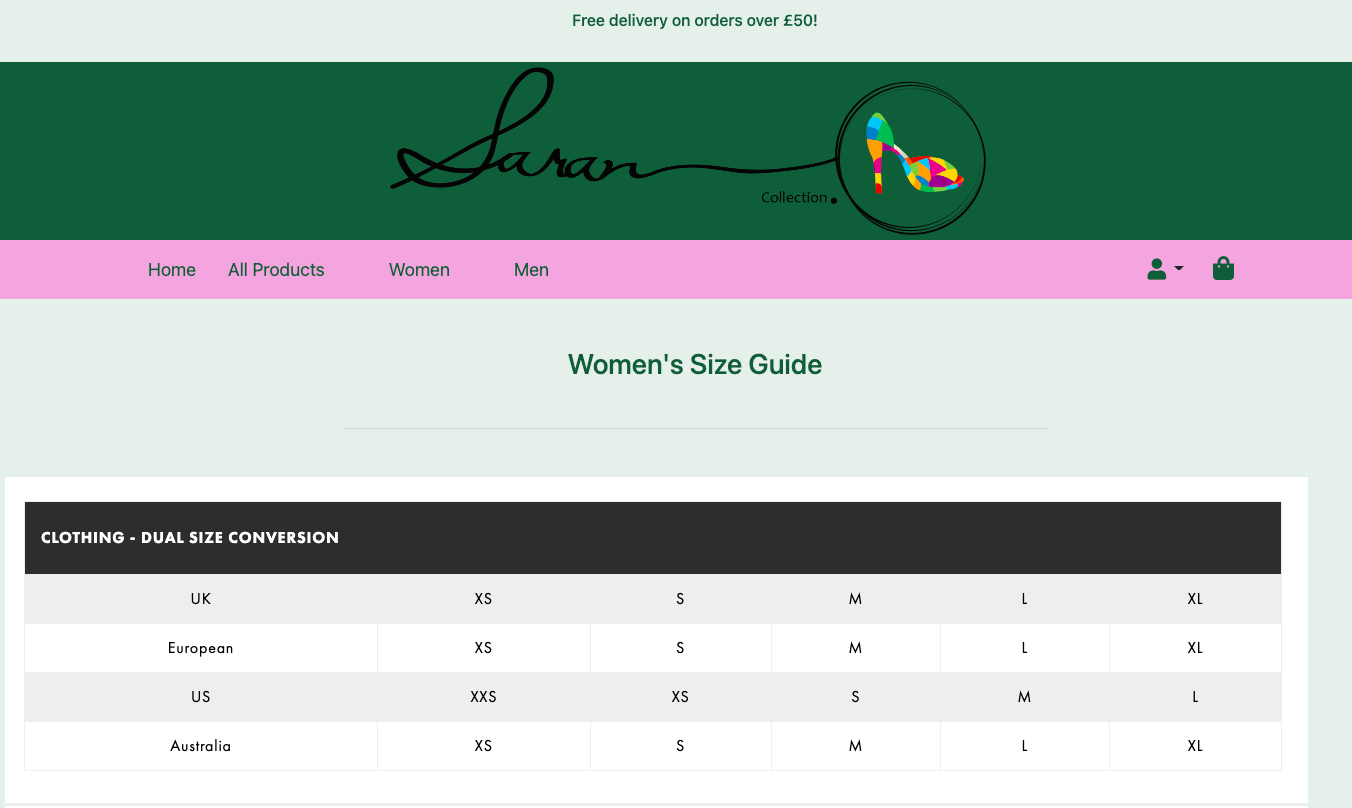 Free delivery on orders over £50!
Saran
Collection.
Home All Products Women Men
Women's Size Guide
CLOTHING - DUAL SIZE CONVERSION
UK XS S M L XL
European XS S M L XL
US XXS XS S M L
Australia XS S M L XL